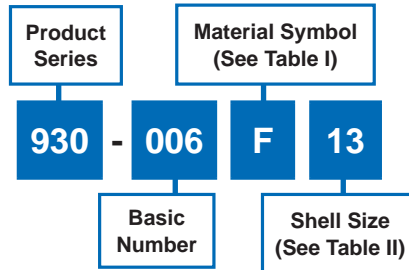 Product
Series
Material Symbol
(See Table I)
930 - 006 F 13
Basic
Number
Shell Size
(See Table II)